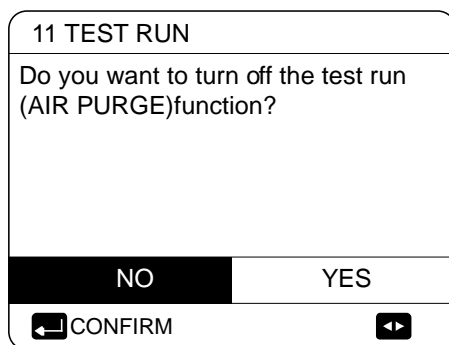 11 TEST RUN
Do you want to turn off the test run
(AIR PURGE)function?
NO YES
CONFIRM